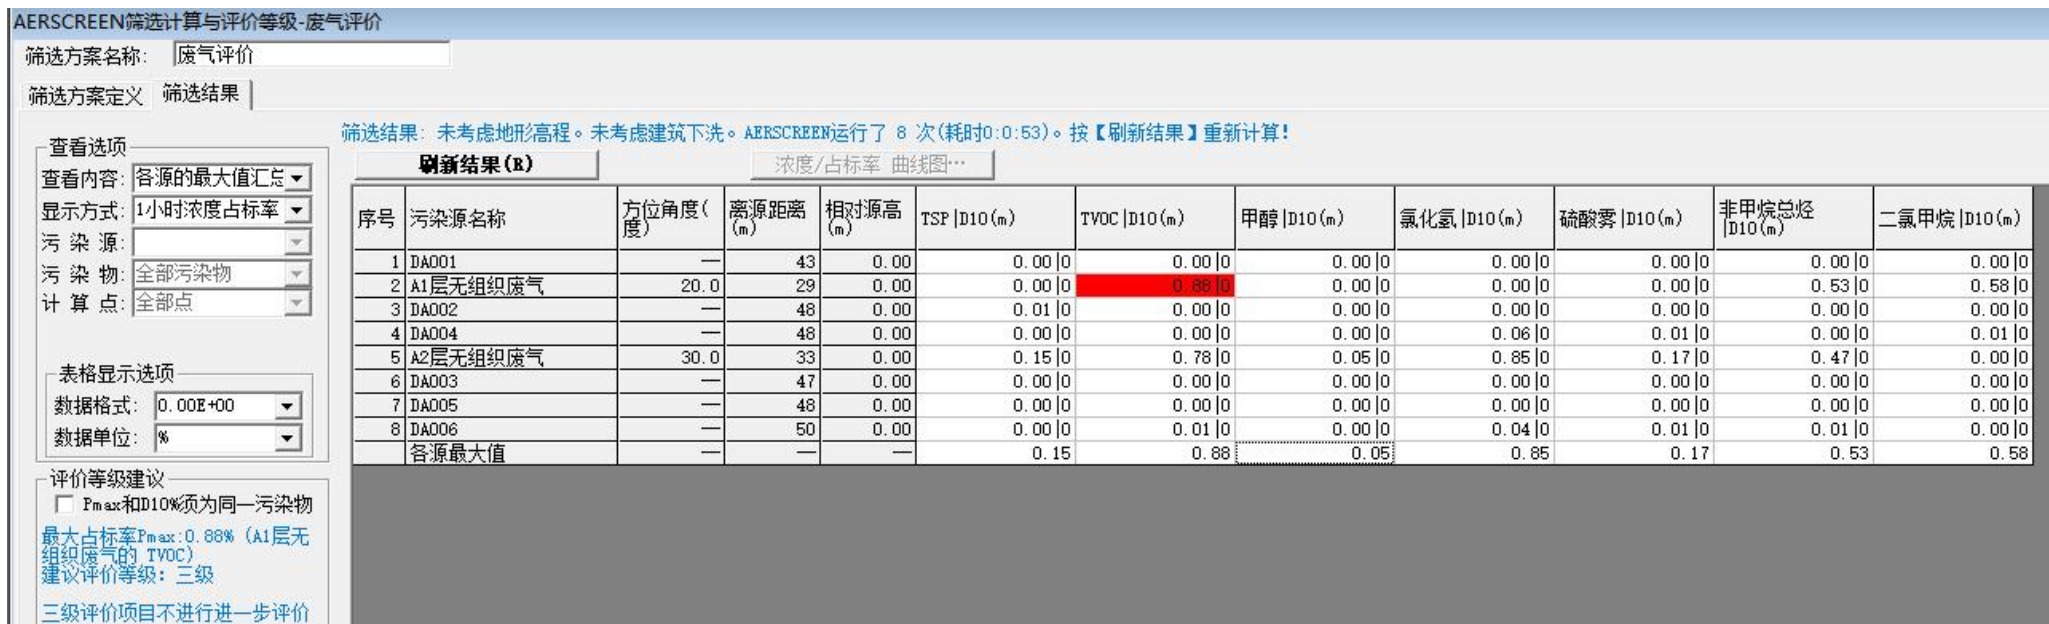 AERSCREEN筛选计算与评价等级-废气评价
筛选方案名称: 废气评价
筛选方案定义 筛选结果
筛选结果: 未考虑地形高程。未考虑建筑下洗。AERSCREEN运行了 8 次(耗时0:0:53)。按【刷新结果】重新计算!
刷新结果(R) 浓度/占标率 曲线图…
查看选项
查看内容: 各源的最大值汇总
显示方式: 1小时浓度占标率
污 染 源:
污 染 物: 全部污染物
计 算 点: 全部点
表格显示选项
数据格式: 0.00E+00
数据单位: %
评价等级建议
Pmax和D10%须为同一污染物
最大占标率Pmax:0.88% (A1层无
组织废气的 TVOC)
建议评价等级: 三级
三级评价项目不进行进一步评价
序号 污染源名称 方位角度(度) 离源距离(m) 相对源高(m) TSP|D10(m) TVOC|D10(m) 甲醇|D10(m) 氯化氢|D10(m) 硫酸雾|D10(m) 非甲烷总烃|D10(m) 二氯甲烷|D10(m)
1 DA001 — 43 0.00 0.00|0 0.00|0 0.00|0 0.00|0 0.00|0 0.00|0 0.00|0
2 A1层无组织废气 20.0 29 0.00 0.00|0 0.88|0 0.00|0 0.00|0 0.00|0 0.53|0 0.58|0
3 DA002 — 48 0.00 0.01|0 0.00|0 0.00|0 0.00|0 0.00|0 0.00|0 0.00|0
4 DA004 — 48 0.00 0.00|0 0.00|0 0.00|0 0.06|0 0.01|0 0.00|0 0.01|0
5 A2层无组织废气 30.0 33 0.00 0.15|0 0.78|0 0.05|0 0.85|0 0.17|0 0.47|0 0.00|0
6 DA003 — 47 0.00 0.00|0 0.00|0 0.00|0 0.00|0 0.00|0 0.00|0 0.00|0
7 DA005 — 48 0.00 0.00|0 0.00|0 0.00|0 0.00|0 0.00|0 0.00|0 0.00|0
8 DA006 — 50 0.00 0.00|0 0.01|0 0.00|0 0.04|0 0.01|0 0.01|0 0.00|0
各源最大值 — — — 0.15 0.88 0.05 0.85 0.17 0.53 0.58